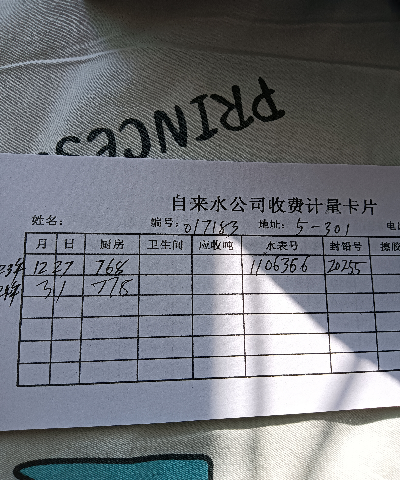 PRINCES
自来水公司收费计量卡片
姓名: 编号: 017183 地址: 5-301
月 日 厨房 卫生间 应收吨 水表号 封铅号
12 27 768 1106366 20255
3 1 778